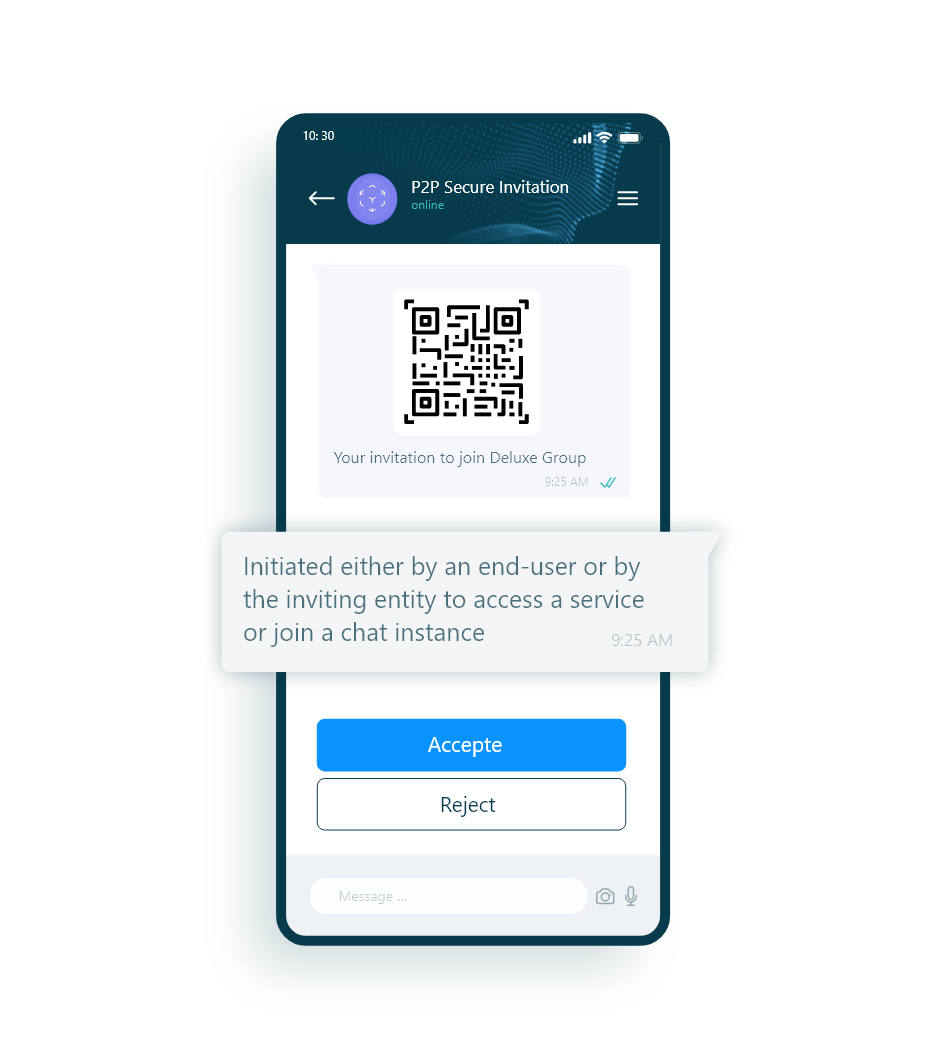 10: 30
P2P Secure Invitation
online
Your invitation to join Deluxe Group
9:25 AM
Initiated either by an end-user or by
the inviting entity to access a service
or join a chat instance
9:25 AM
Accepte
Reject
Message ...